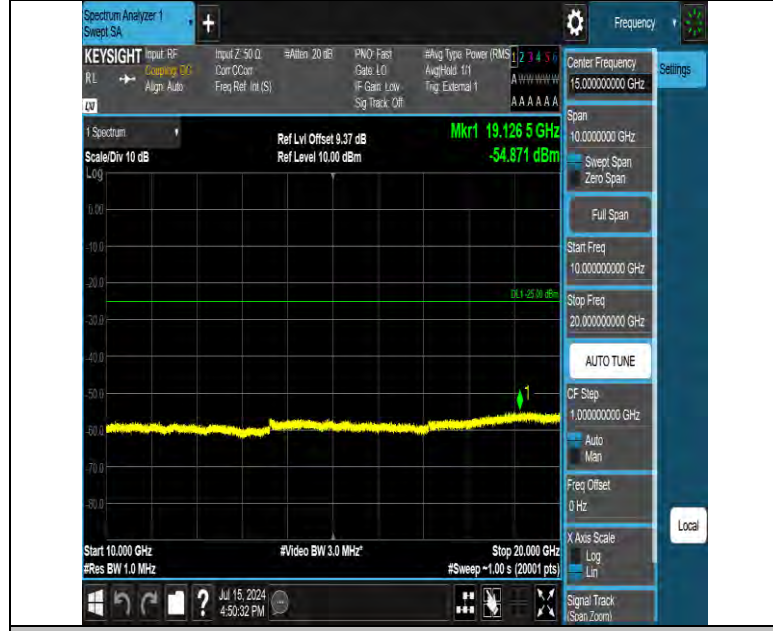 Spectrum Analyzer 1
Swept SA
+
Frequency
KEYSIGHT Input: RF
RL
Coupling: DC
Align: Auto
Input Z: 50 Ω
Corr CCorr
Freq Ref: Int (S)
#Atten: 20 dB
PNO: Fast
Gate: LO
IF Gain: Low
Sig Track: Off
#Avg Type: Power (RMS
Avg|Hold: 1/1
Trig: External 1
1 2 3 4 5 6
A W W W W W
A A A A A A
LXI
1 Spectrum
Scale/Div 10 dB
Log
Ref Lvl Offset 9.37 dB
Ref Level 10.00 dBm
Mkr1 19.126 5 GHz
-54.871 dBm
0.00
-10.0
-20.0
DL1 -25.00 dBm
-30.0
-40.0
-50.0
1
-60.0
-70.0
-80.0
Start 10.000 GHz
#Res BW 1.0 MHz
#Video BW 3.0 MHz*
Stop 20.000 GHz
#Sweep ~1.00 s (20001 pts)
Jul 15, 2024
4:50:32 PM
Center Frequency
15.000000000 GHz
Settings
Span
10.0000000 GHz
Swept Span
Zero Span
Full Span
Start Freq
10.000000000 GHz
Stop Freq
20.000000000 GHz
AUTO TUNE
CF Step
1.000000000 GHz
Auto
Man
Freq Offset
0 Hz
X Axis Scale
Log
Lin
Local
Signal Track
(Span Zoom)